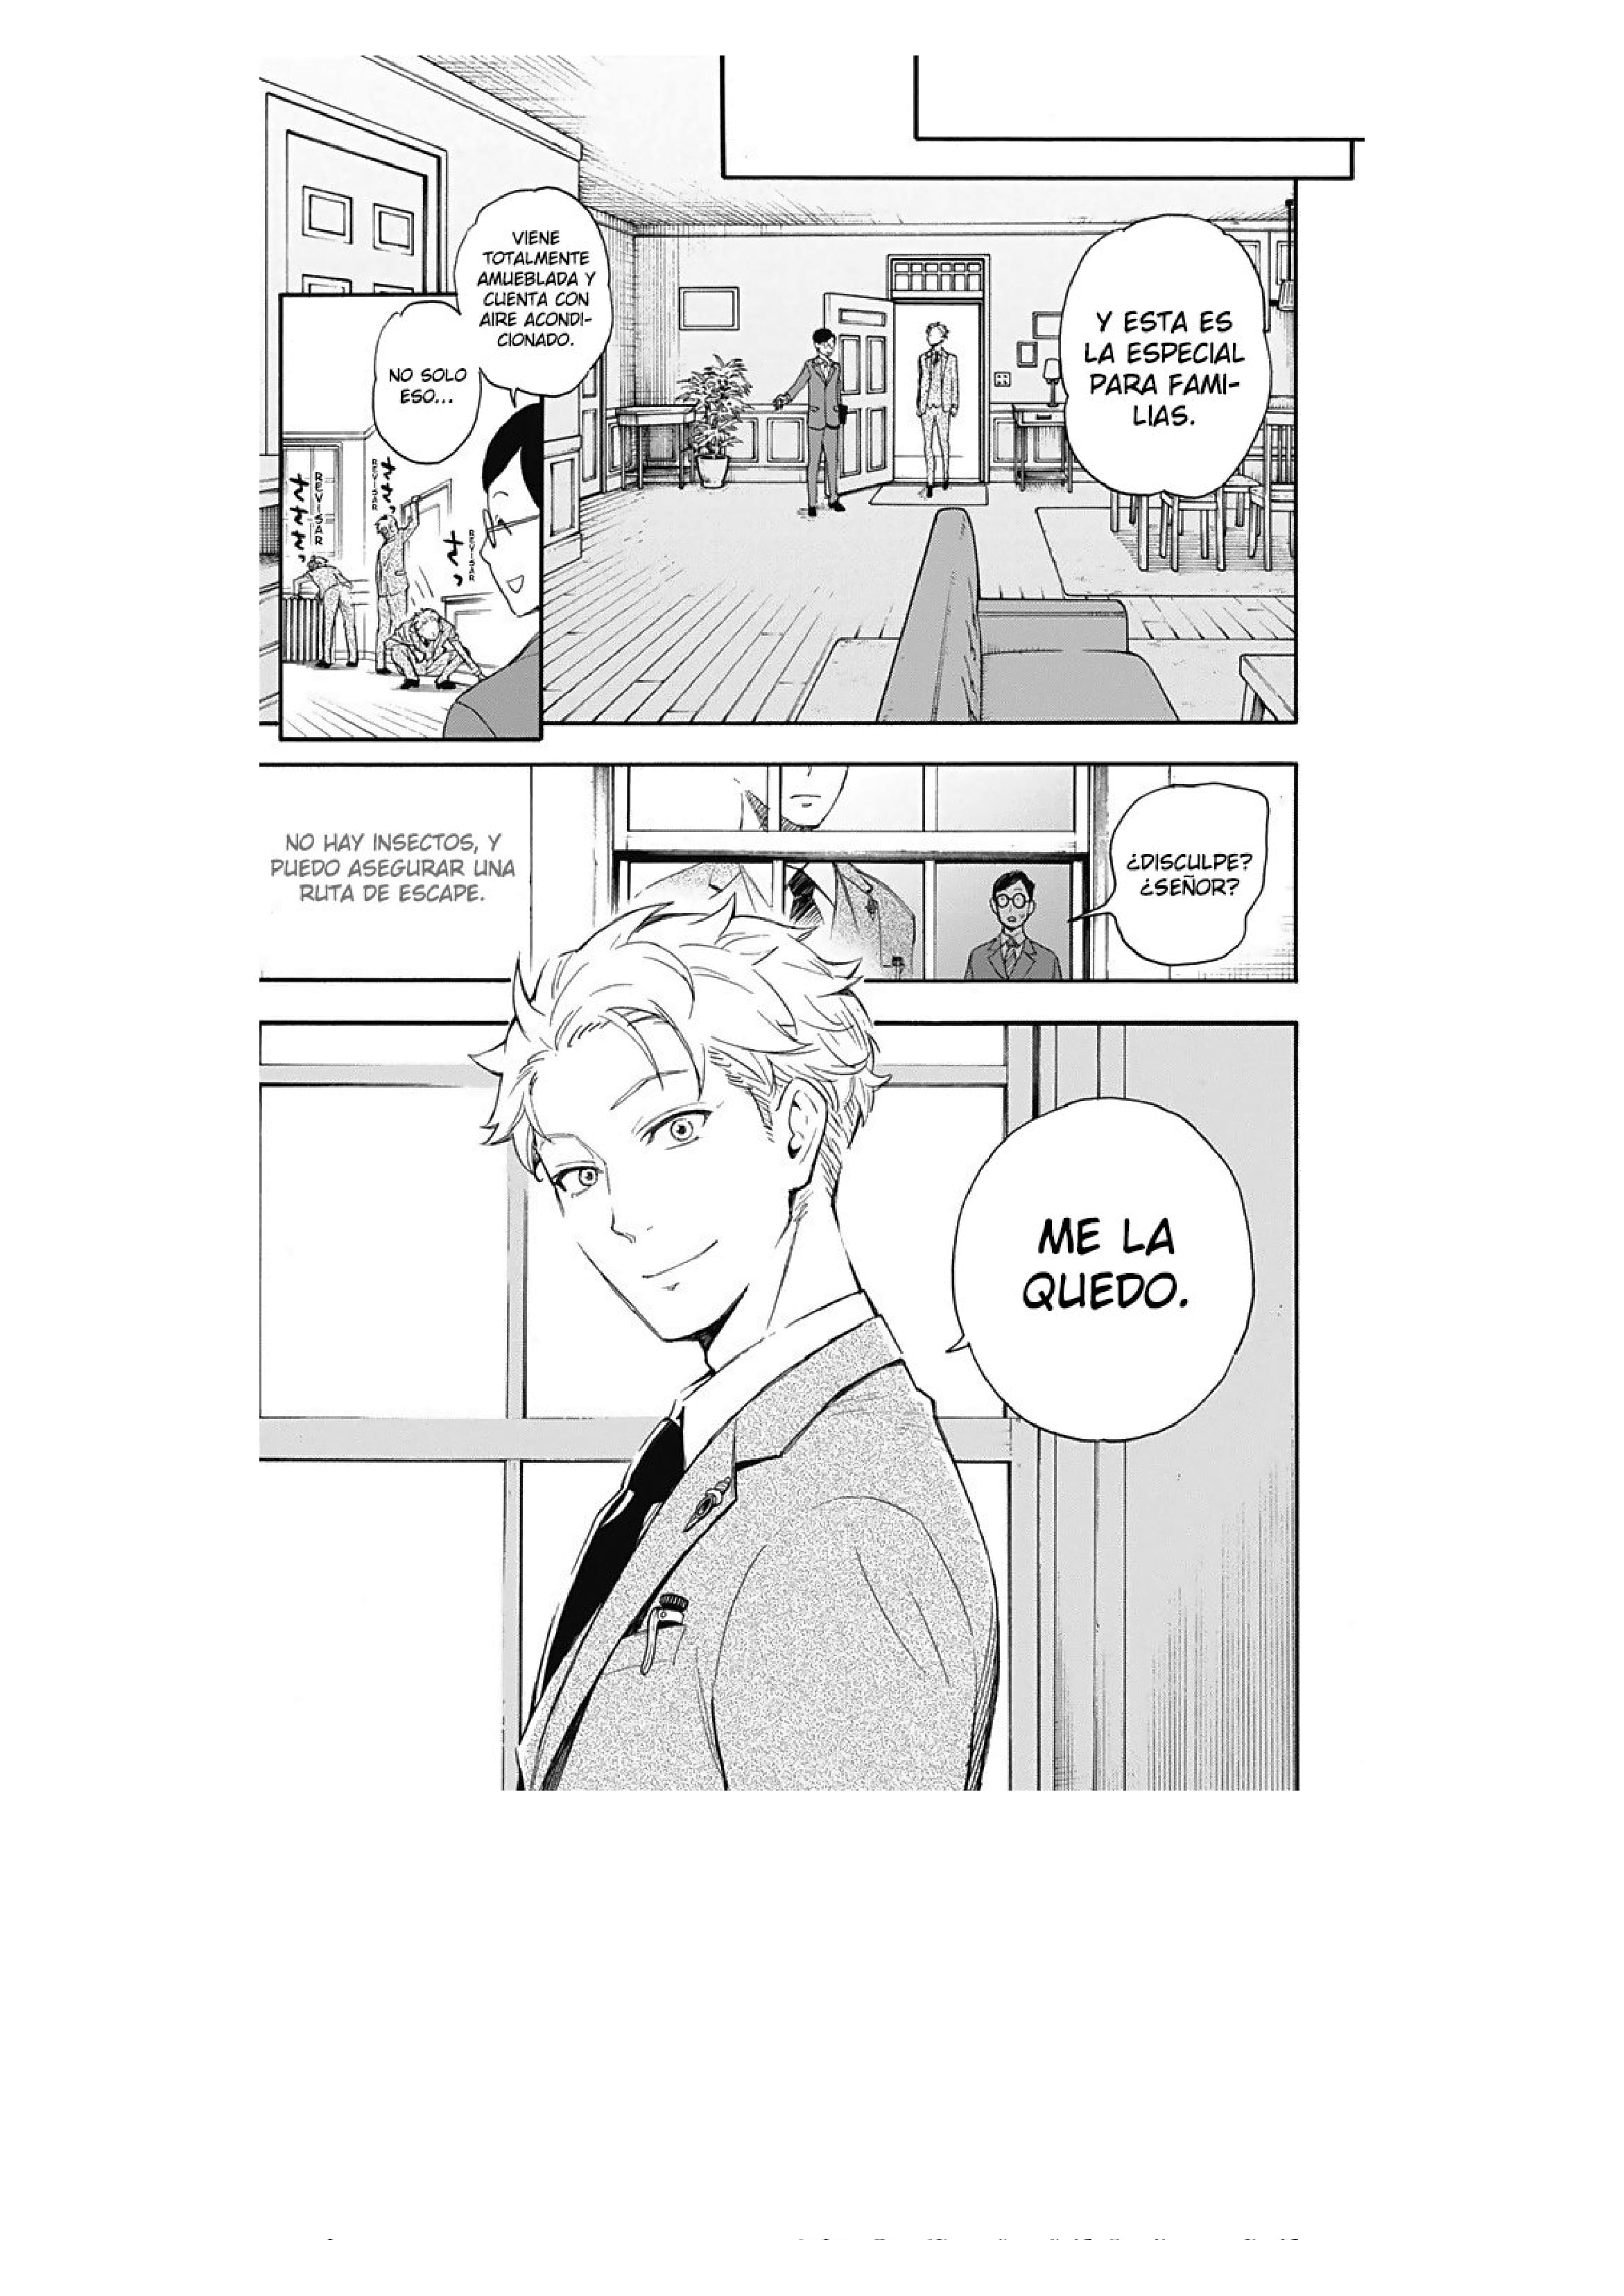 Y ESTA ES
LA ESPECIAL
PARA FAMI-
LIAS.
VIENE
TOTALMENTE
AMUEBLADA Y
CUENTA CON
AIRE ACONDI-
CIONADO.
NO SOLO
ESO...
REVISAR
REVISAR
REVISAR
¿DISCULPE?
¿SEÑOR?
NO HAY INSECTOS, Y
PUEDO ASEGURAR UNA
RUTA DE ESCAPE.
ME LA
QUEDO.